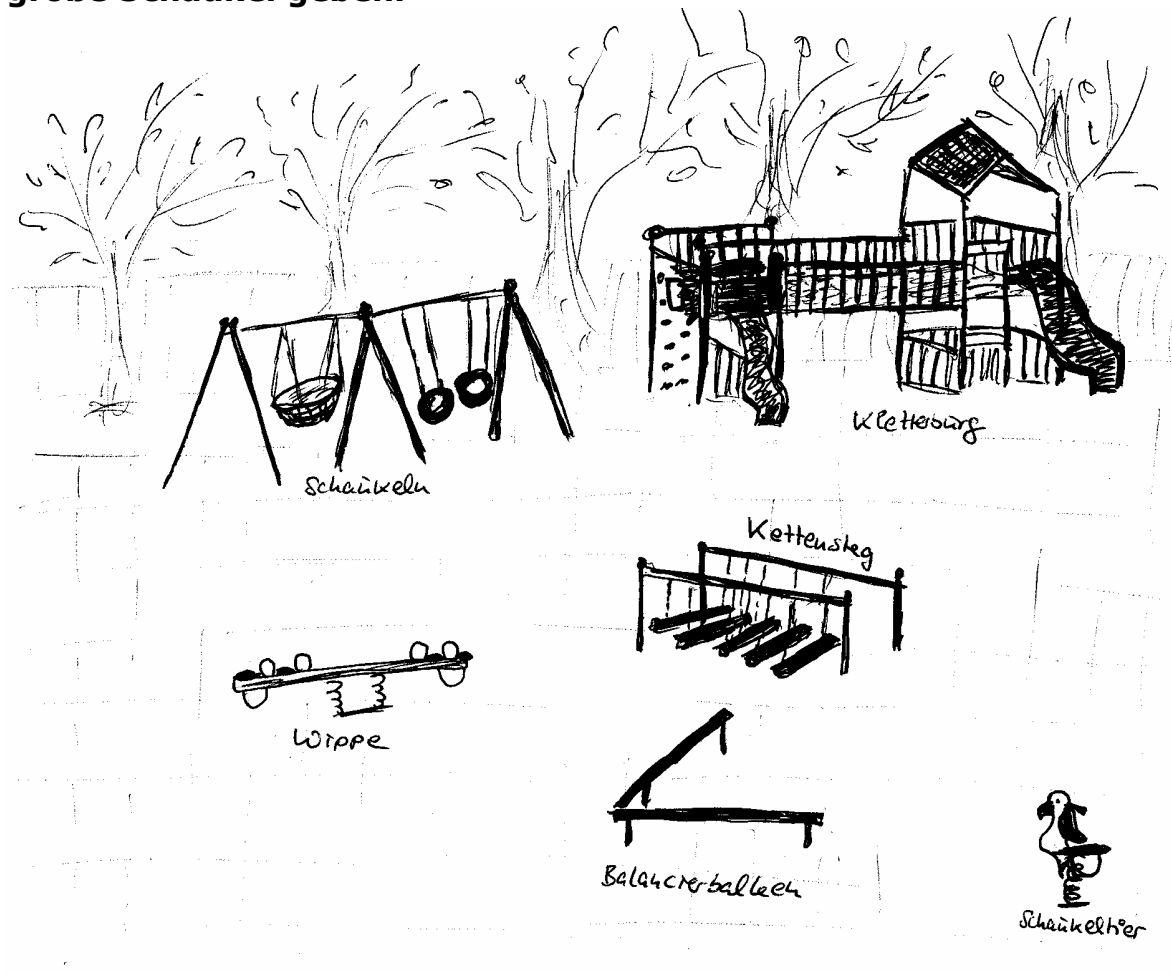 große Schaukel geben.
Kletterburg
Schaukeln
Kettensteg
Wippe
Balancierbalken
Schaukeltier